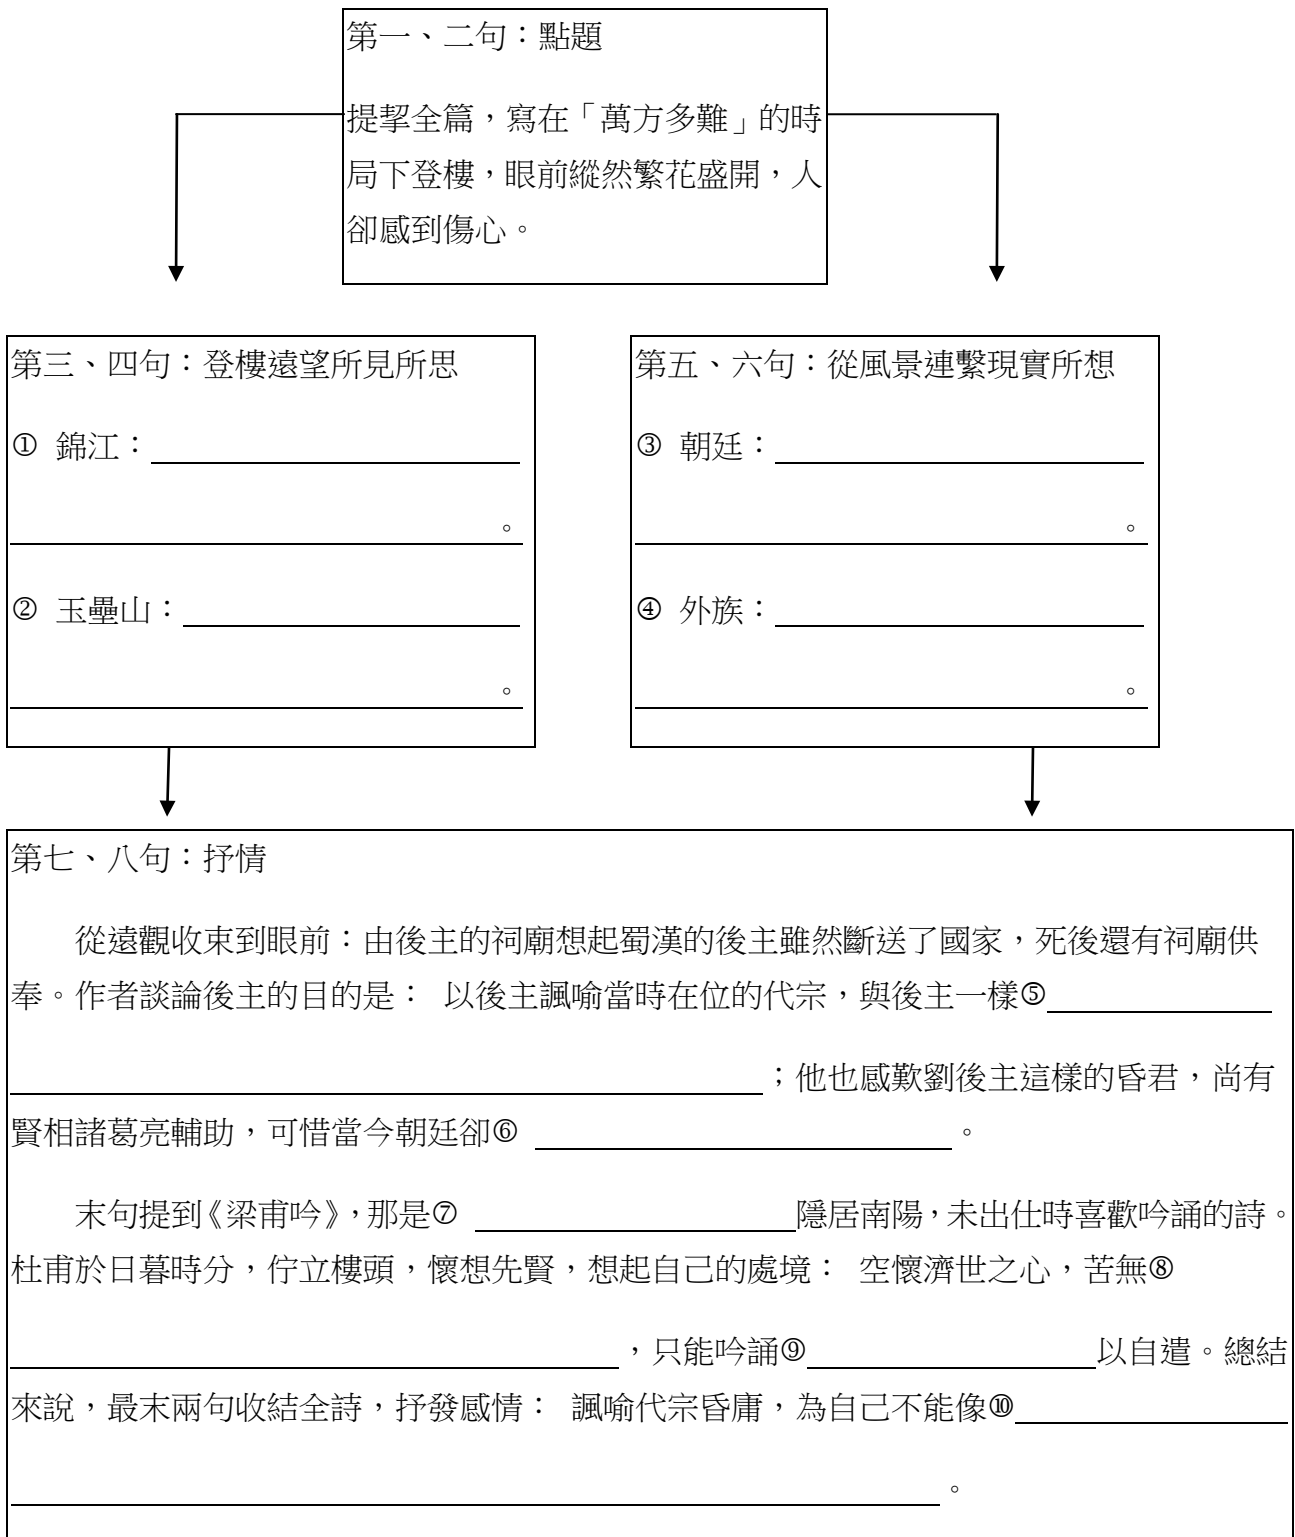 第一、二句：點題
提挈全篇，寫在「萬方多難」的時
局下登樓，眼前縱然繁花盛開，人
卻感到傷心。
第三、四句：登樓遠望所見所思
① 錦江：
。
② 玉壘山：
。
第五、六句：從風景連繫現實所想
③ 朝廷：
。
④ 外族：
。
第七、八句：抒情
從遠觀收束到眼前：由後主的祠廟想起蜀漢的後主雖然斷送了國家，死後還有祠廟供
奉。作者談論後主的目的是： 以後主諷喻當時在位的代宗，與後主一樣⑤
；他也感歎劉後主這樣的昏君，尚有
賢相諸葛亮輔助，可惜當今朝廷卻⑥ 。
末句提到《梁甫吟》，那是⑦ 隱居南陽，未出仕時喜歡吟誦的詩。
杜甫於日暮時分，佇立樓頭，懷想先賢，想起自己的處境： 空懷濟世之心，苦無⑧
，只能吟誦⑨ 以自遣。總結
來說，最末兩句收結全詩，抒發感情： 諷喻代宗昏庸，為自己不能像⑩
。